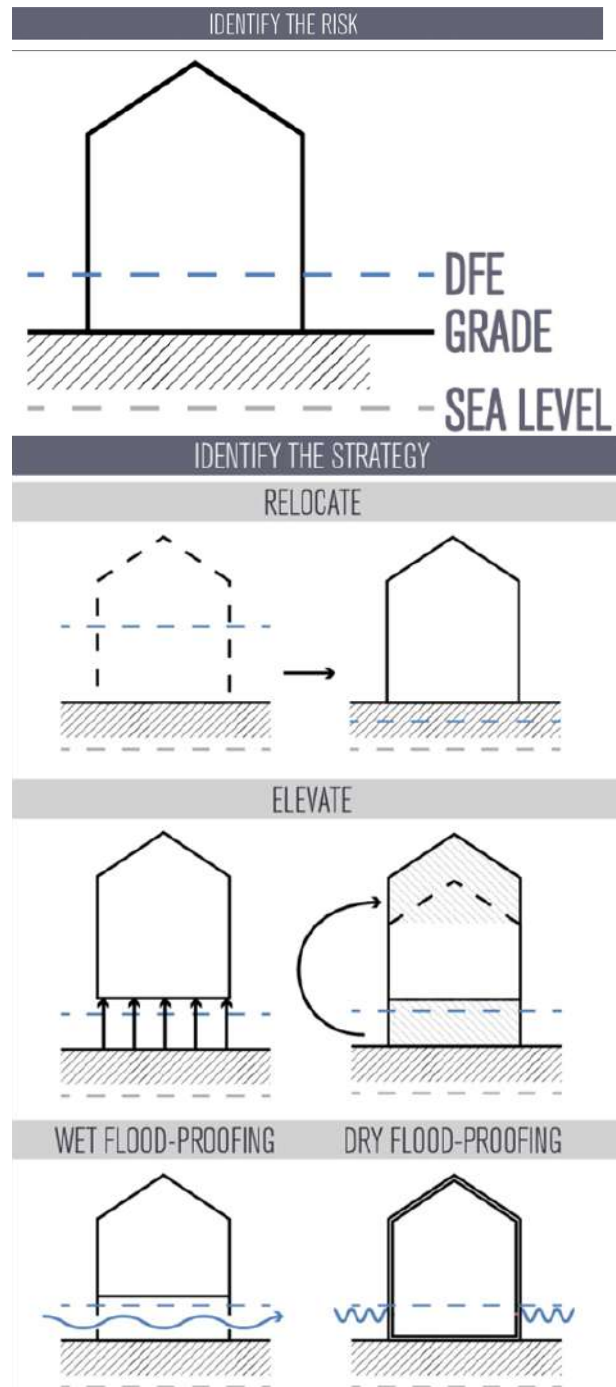 IDENTIFY THE RISK
DFE
GRADE
SEA LEVEL
IDENTIFY THE STRATEGY
RELOCATE
ELEVATE
WET FLOOD-PROOFING
DRY FLOOD-PROOFING